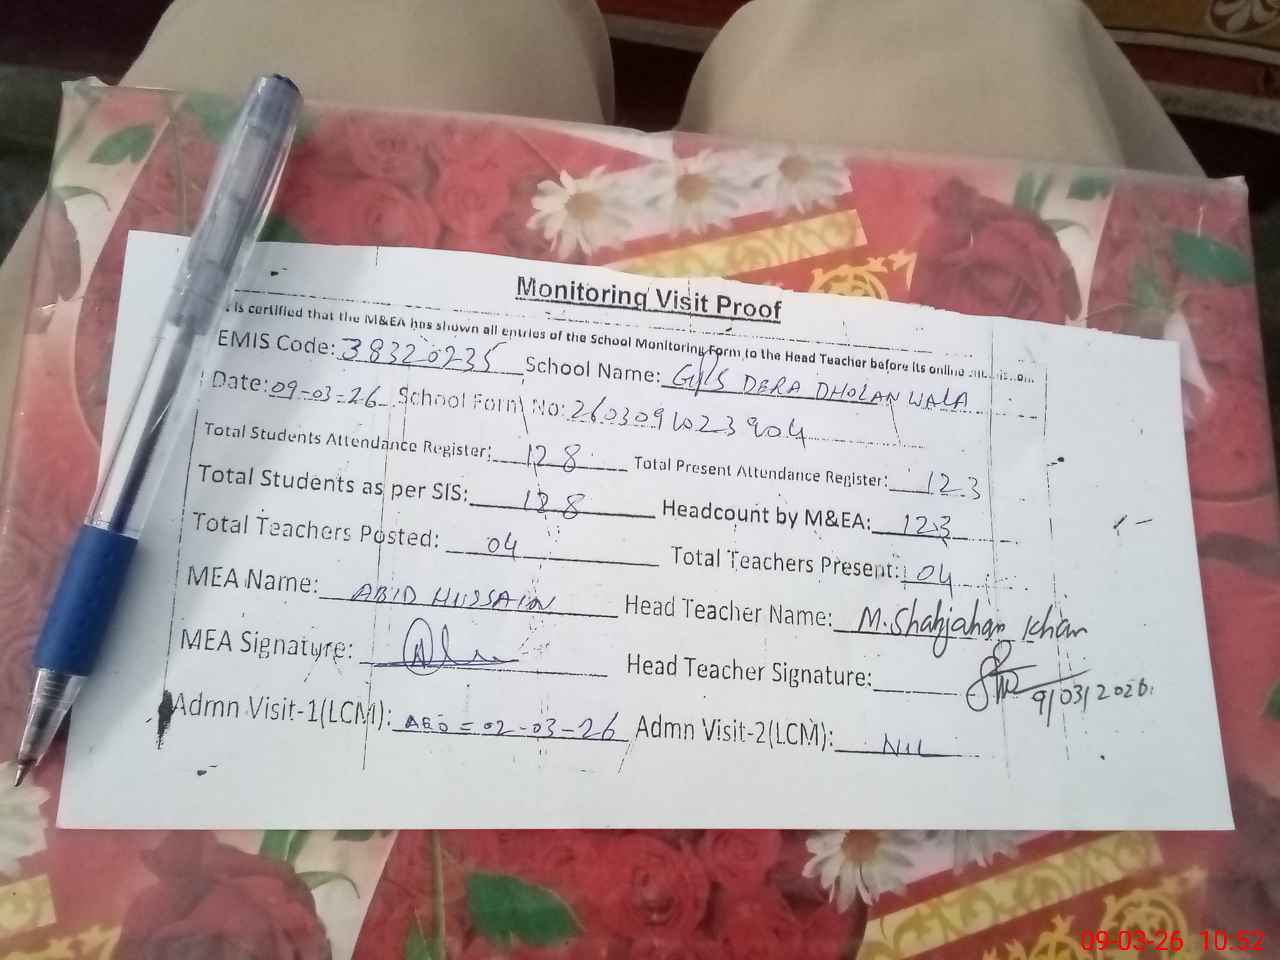 Monitoring Visit Proof
is certified that the M&EA has shown all entries of the School Monitoring Form to the Head Teacher before its online
EMIS Code: 38320235 School Name: GMS DERA DHOLAN WALA
Date: 09-03-26 School Form No: 2603091023904
Total Students Attendance Register: 128 Total Present Attendance Register: 123
Total Students as per SIS: 128 Headcount by M&EA: 123
Total Teachers Posted: 04 Total Teachers Present: 04
MEA Name: ABID HUSSAIN Head Teacher Name: M. Shahjahan Khan
MEA Signature: Head Teacher Signature: 9/03/2026
Admn Visit-1(LCM): AEO = 02-03-26 Admn Visit-2(LCM): NIL
09-03-26 10:52